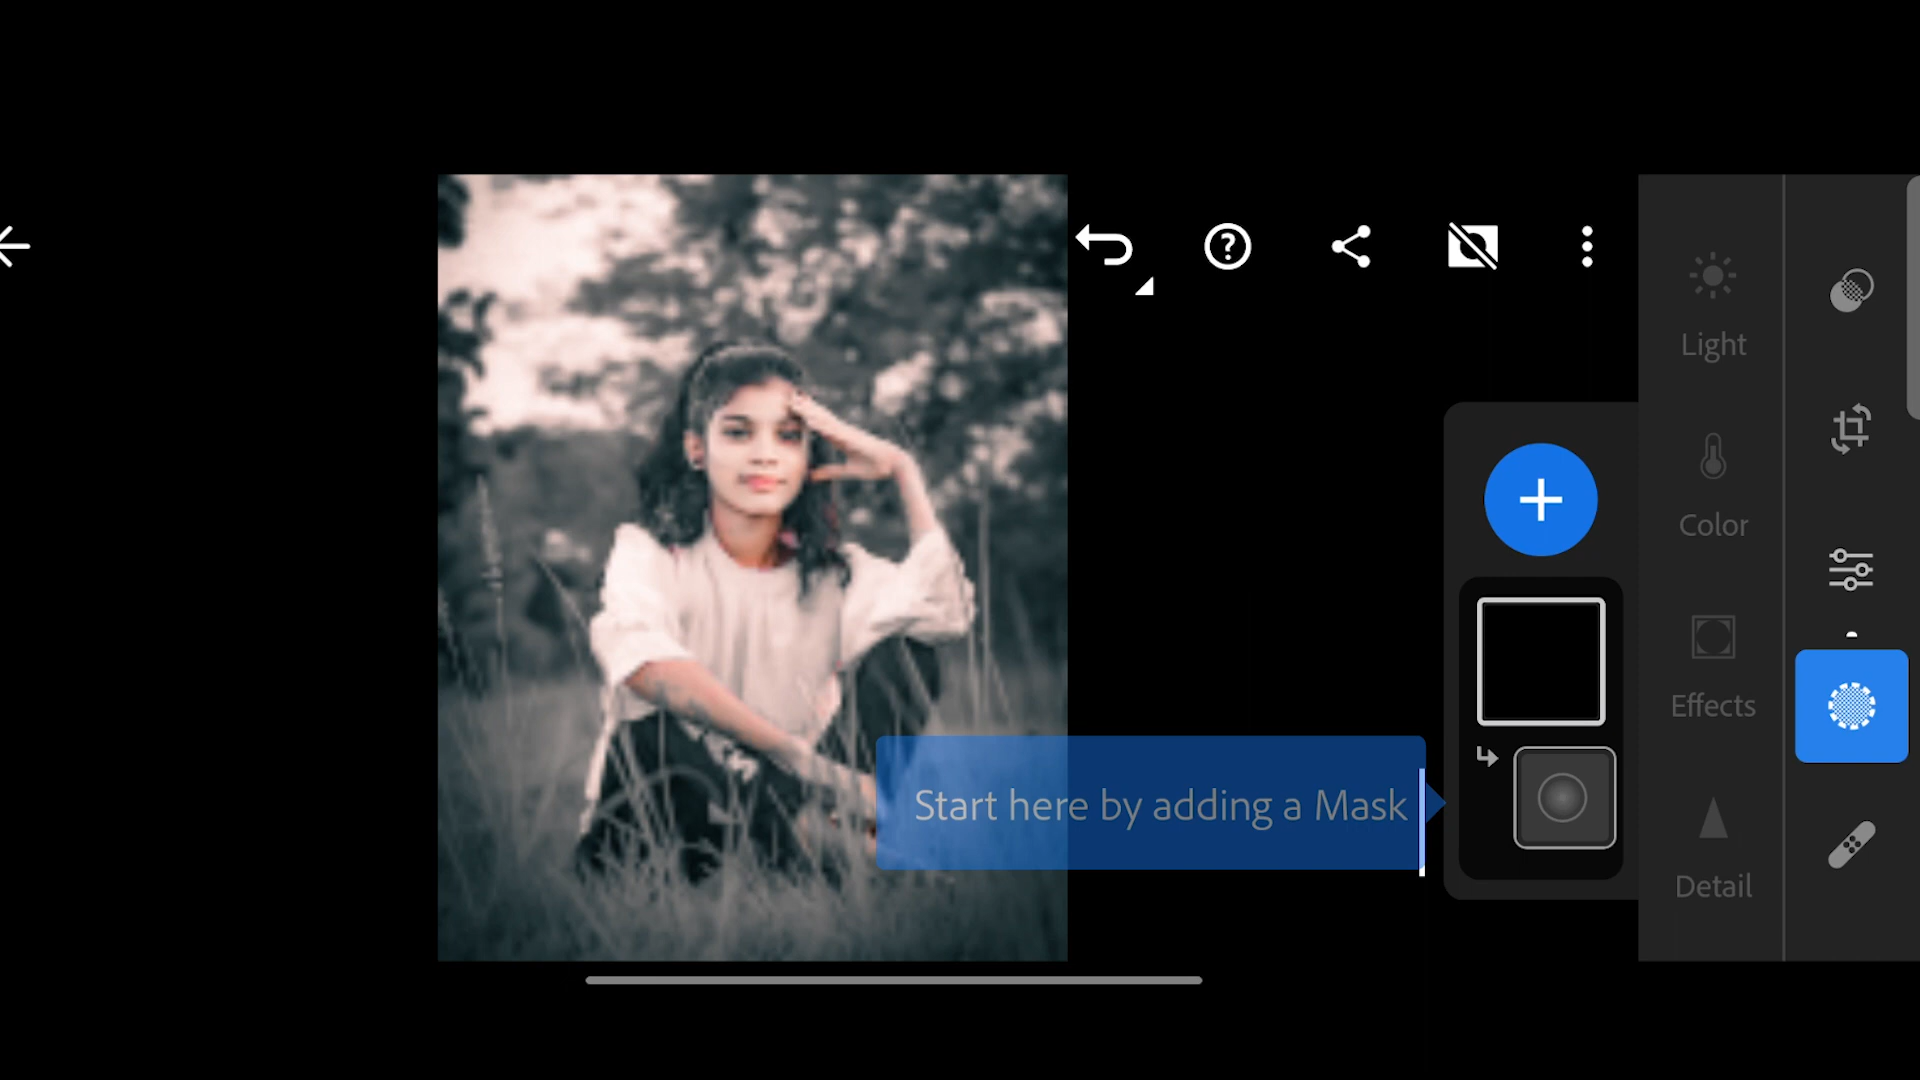 Light
Color
Effects
Start here by adding a Mask
Detail